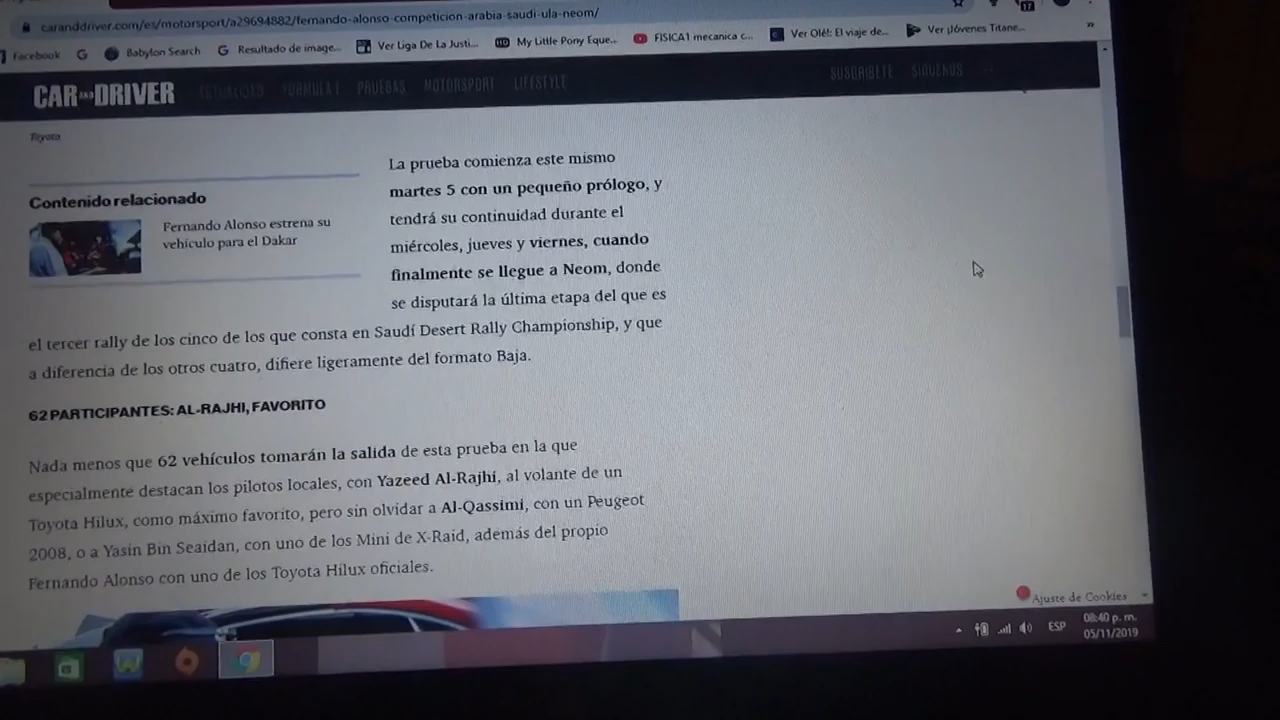 caranddriver.com/es/motorsport/a29694882/fernando-alonso-competicion-arabia-saudi-ula-neom/
Facebook
Babylon Search
Resultado de image...
Ver Liga De La Justi...
My Little Pony Eque...
FISICA1 mecanica c...
Ver Olé!: El viaje de...
Ver ¡Jóvenes Titane...
»
CAR AND DRIVER ACTUALIDAD FÓRMULA 1 PRUEBAS MOTORSPORT LIFESTYLE SUSCRÍBETE SÍGUENOS
Toyota
Contenido relacionado
Fernando Alonso estrena su
vehículo para el Dakar
La prueba comienza este mismo
martes 5 con un pequeño prólogo, y
tendrá su continuidad durante el
miércoles, jueves y viernes, cuando
finalmente se llegue a Neom, donde
se disputará la última etapa del que es
el tercer rally de los cinco de los que consta en Saudí Desert Rally Championship, y que
a diferencia de los otros cuatro, difiere ligeramente del formato Baja.
62 PARTICIPANTES: AL-RAJHI, FAVORITO
Nada menos que 62 vehículos tomarán la salida de esta prueba en la que
especialmente destacan los pilotos locales, con Yazeed Al-Rajhi, al volante de un
Toyota Hilux, como máximo favorito, pero sin olvidar a Al-Qassimi, con un Peugeot
2008, o a Yasin Bin Seaidan, con uno de los Mini de X-Raid, además del propio
Fernando Alonso con uno de los Toyota Hilux oficiales.
Ajuste de Cookies
ESP
08:40 p. m.
05/11/2019